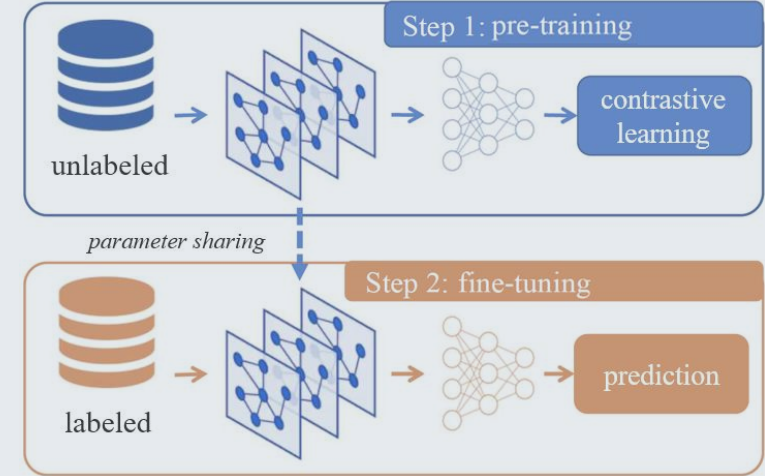 Step 1: pre-training
contrastive
learning
unlabeled
parameter sharing
Step 2: fine-tuning
prediction
labeled